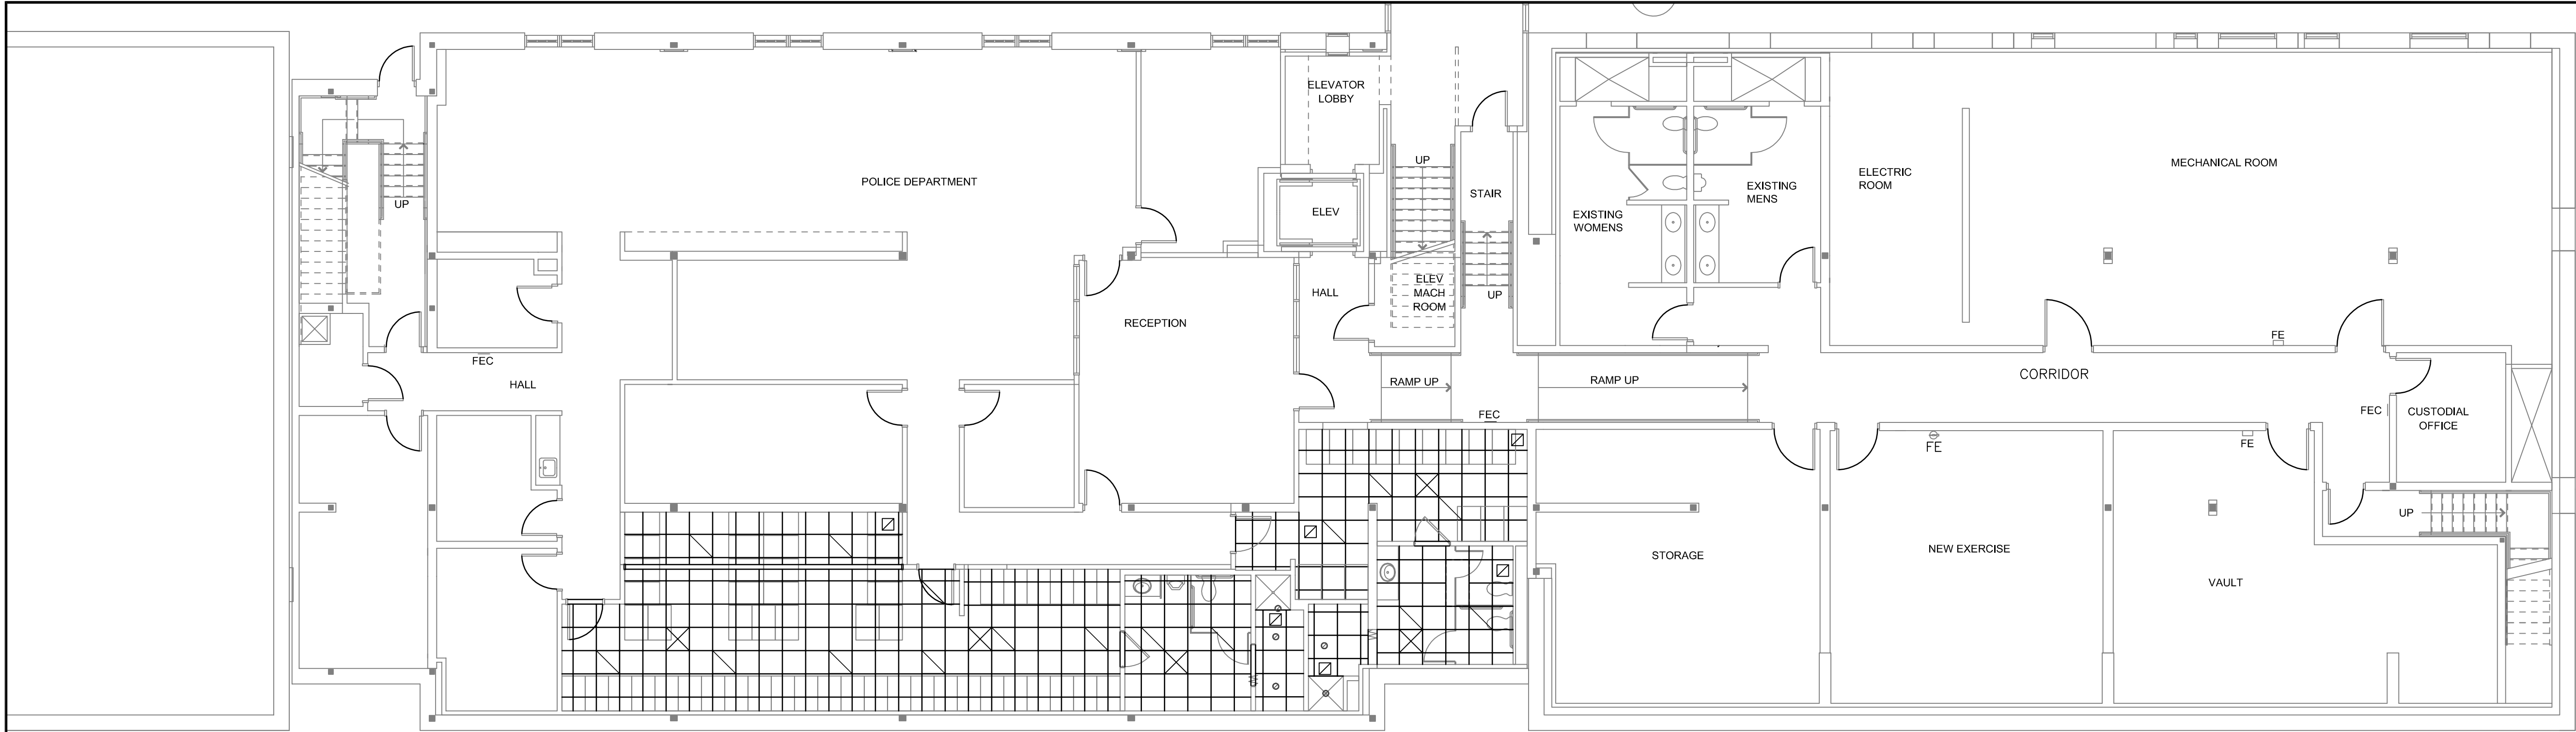 ELEVATOR
LOBBY
UP
STAIR
POLICE DEPARTMENT
UP
ELEV
EXISTING
WOMENS
EXISTING
MENS
ELECTRIC
ROOM
MECHANICAL ROOM
HALL
ELEV
MACH
ROOM
UP
RECEPTION
FE
FEC
HALL
RAMP UP
RAMP UP
CORRIDOR
FEC
FEC
CUSTODIAL
OFFICE
FE
FE
UP
STORAGE
NEW EXERCISE
VAULT